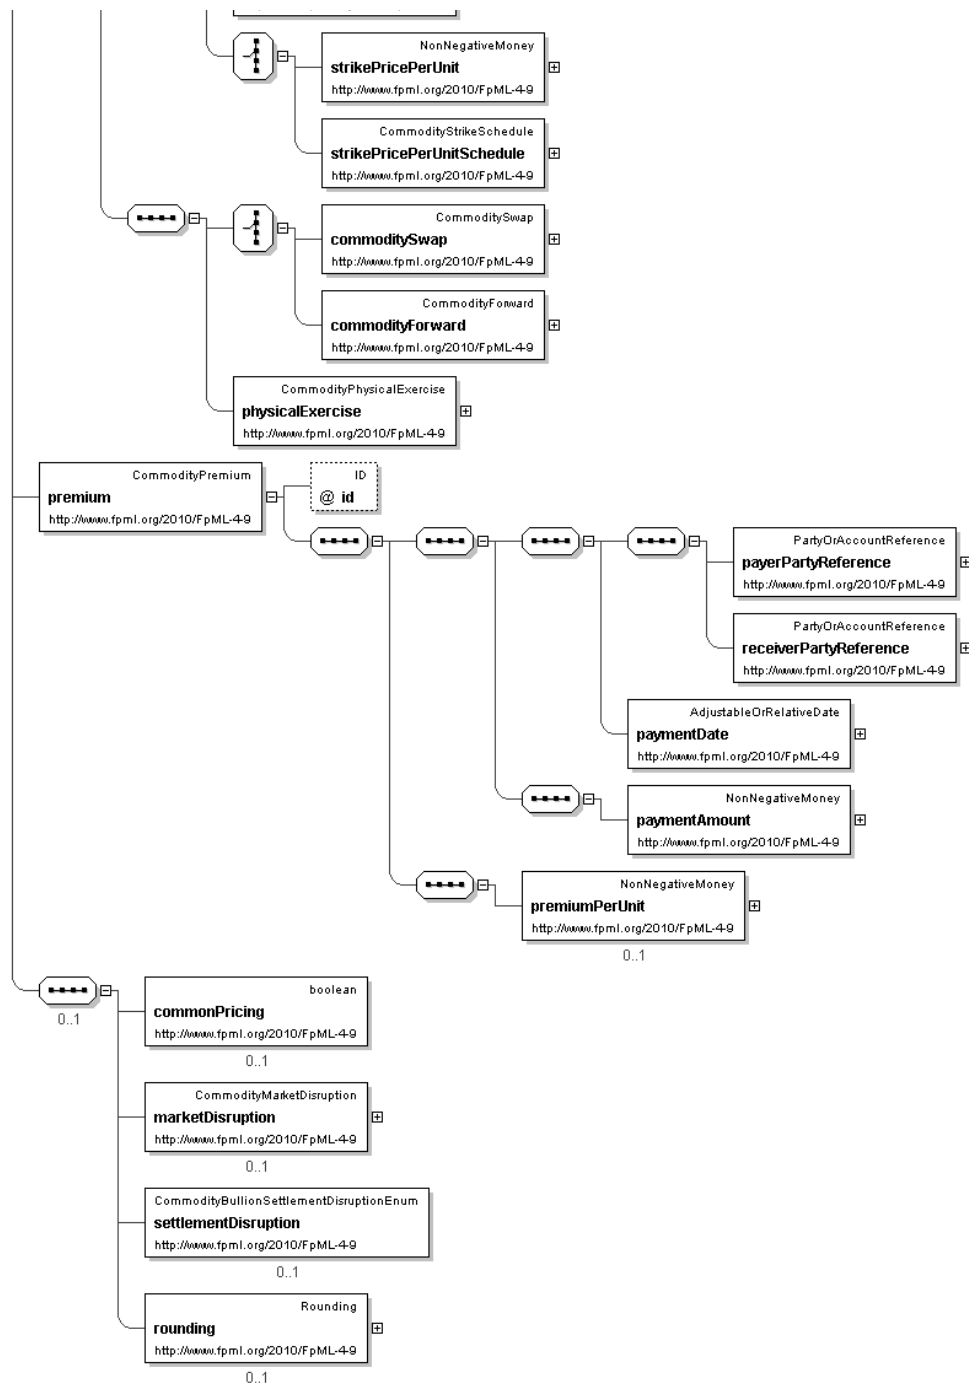 NonNegativeMoney
strikePricePerUnit
http://www.fpml.org/2010/FpML-4-9
CommodityStrikeSchedule
strikePricePerUnitSchedule
http://www.fpml.org/2010/FpML-4-9
CommoditySwap
commoditySwap
http://www.fpml.org/2010/FpML-4-9
CommodityForward
commodityForward
http://www.fpml.org/2010/FpML-4-9
CommodityPhysicalExercise
physicalExercise
http://www.fpml.org/2010/FpML-4-9
CommodityPremium
premium
http://www.fpml.org/2010/FpML-4-9
ID
@ id
PartyOrAccountReference
payerPartyReference
http://www.fpml.org/2010/FpML-4-9
PartyOrAccountReference
receiverPartyReference
http://www.fpml.org/2010/FpML-4-9
AdjustableOrRelativeDate
paymentDate
http://www.fpml.org/2010/FpML-4-9
NonNegativeMoney
paymentAmount
http://www.fpml.org/2010/FpML-4-9
NonNegativeMoney
premiumPerUnit
http://www.fpml.org/2010/FpML-4-9
0..1
0..1
boolean
commonPricing
http://www.fpml.org/2010/FpML-4-9
0..1
CommodityMarketDisruption
marketDisruption
http://www.fpml.org/2010/FpML-4-9
0..1
CommodityBullionSettlementDisruptionEnum
settlementDisruption
http://www.fpml.org/2010/FpML-4-9
0..1
Rounding
rounding
http://www.fpml.org/2010/FpML-4-9
0..1